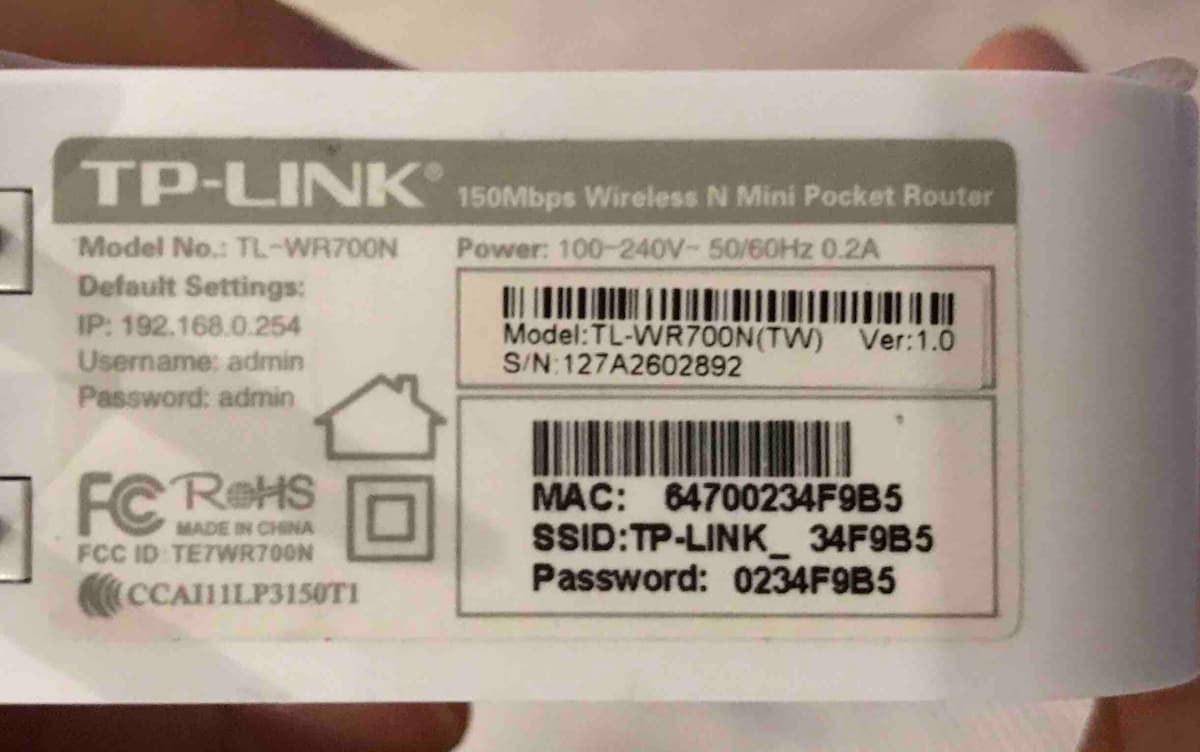 TP-LINK® 150Mbps Wireless N Mini Pocket Router
Model No.: TL-WR700N
Power: 100-240V~ 50/60Hz 0.2A
Default Settings:
IP: 192.168.0.254
Username: admin
Password: admin
Model:TL-WR700N(TW) Ver:1.0
S/N:127A2602892
FC RoHS
MADE IN CHINA
FCC ID: TE7WR700N
CCAI11LP3150T1
MAC: 64700234F9B5
SSID:TP-LINK_ 34F9B5
Password: 0234F9B5